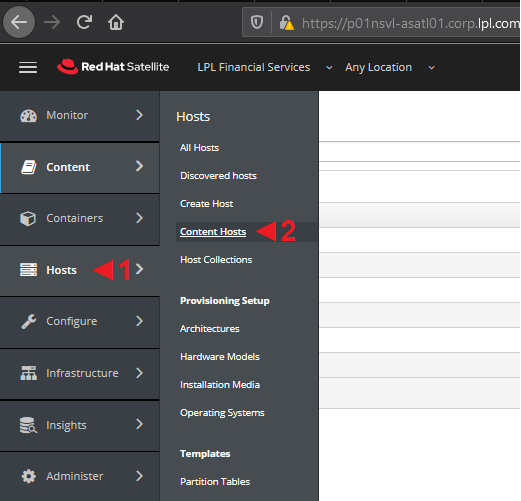 https://p01nsvl-asatl01.corp.lpl.com
Red Hat Satellite
LPL Financial Services
Any Location
Monitor
Content
Containers
Hosts
1
Configure
Infrastructure
Insights
Administer
Hosts
All Hosts
Discovered hosts
Create Host
Content Hosts
2
Host Collections
Provisioning Setup
Architectures
Hardware Models
Installation Media
Operating Systems
Templates
Partition Tables